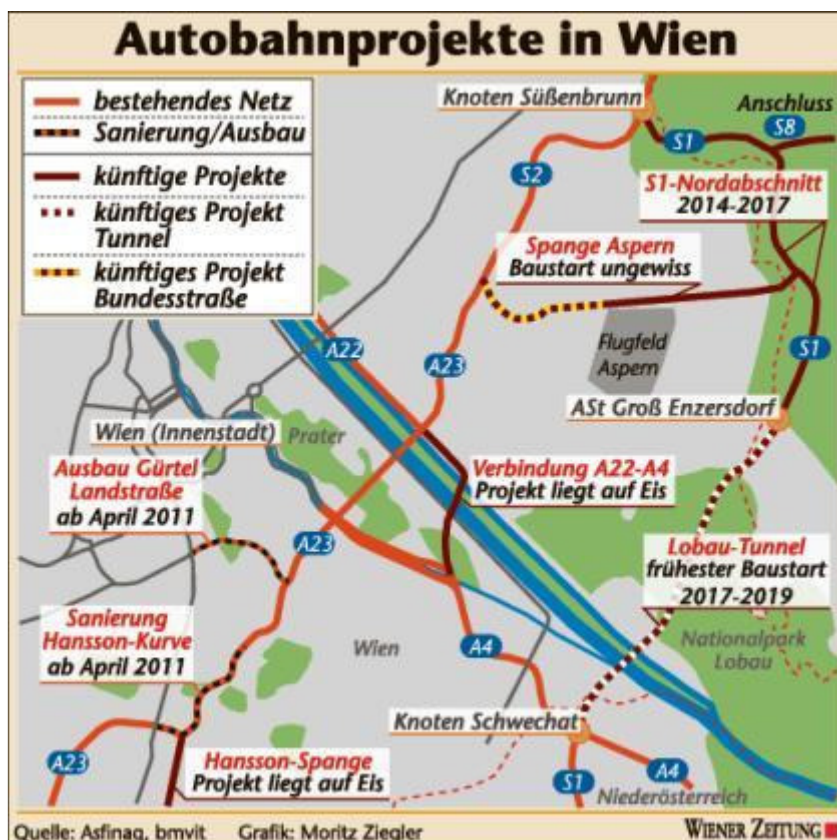 Autobahnprojekte in Wien
bestehendes Netz
Sanierung/Ausbau
künftige Projekte
künftiges Projekt
Tunnel
künftiges Projekt
Bundesstraße
Knoten Süßenbrunn
Anschluss
S8
S1
S2
S1-Nordabschnitt
2014-2017
Spange Aspern
Baustart ungewiss
A22
A23
Flugfeld
Aspern
S1
ASt Groß Enzersdorf
Wien (Innenstadt)
Prater
Ausbau Gürtel
Landstraße
ab April 2011
Verbindung A22-A4
Projekt liegt auf Eis
A23
Lobau-Tunnel
frühester Baustart
2017-2019
Sanierung
Hansson-Kurve
ab April 2011
Wien
A4
Nationalpark
Lobau
Knoten Schwechat
A23
Hansson-Spange
Projekt liegt auf Eis
S1
A4
Niederösterreich
Quelle: Asfinag, bmvit Grafik: Moritz Ziegler
WIENER ZEITUNG